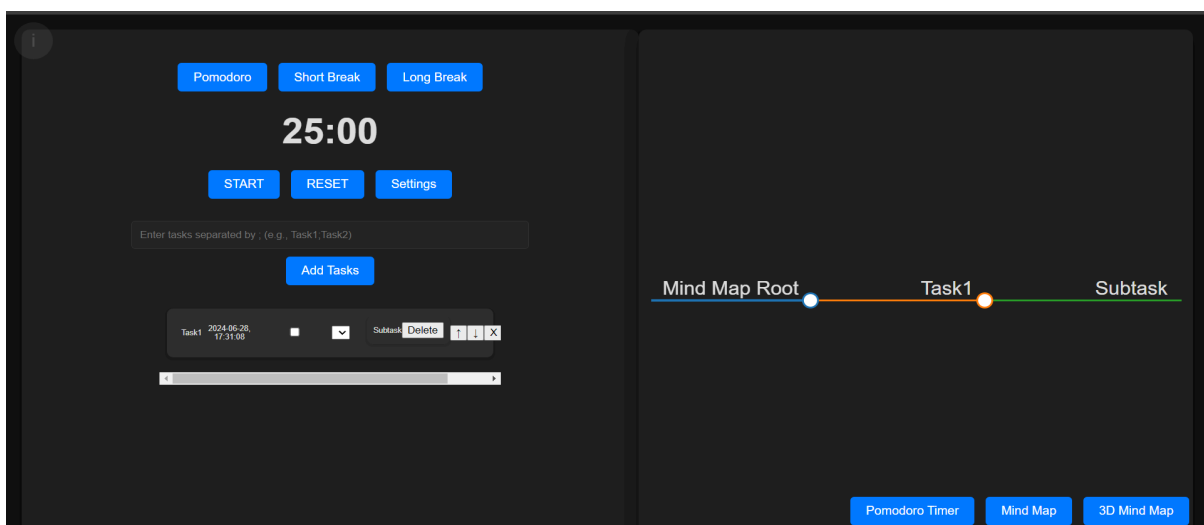 i
Pomodoro Short Break Long Break
25:00
START RESET Settings
Enter tasks separated by ; (e.g., Task1;Task2)
Add Tasks
Task1 2024-06-28, 17:31:08 Subtask Delete ↑ ↓ X
Mind Map Root Task1 Subtask
Pomodoro Timer Mind Map 3D Mind Map